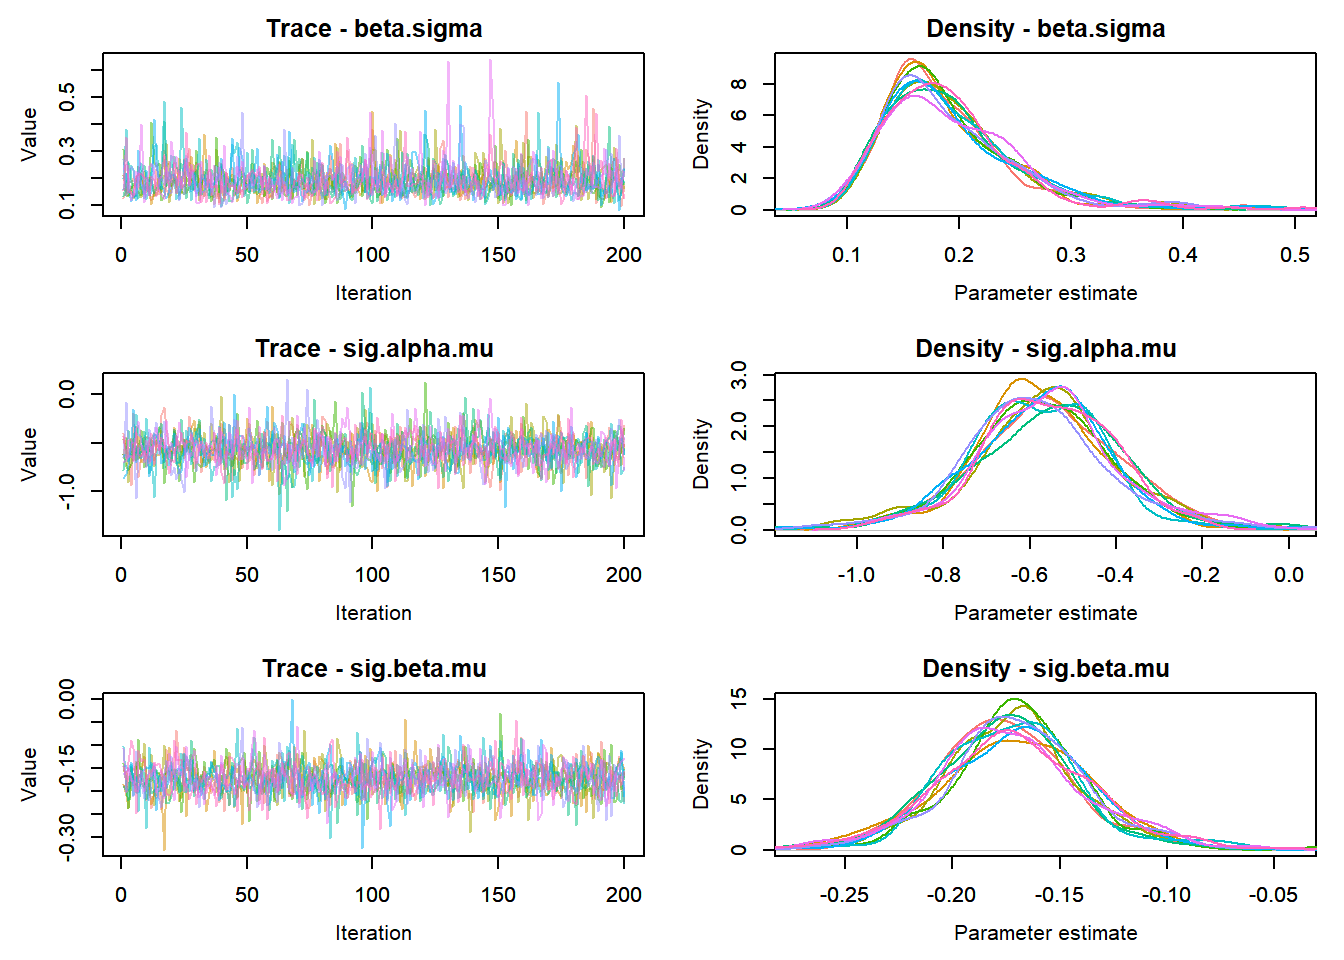 Trace - beta.sigma
Density - beta.sigma
Value
0.1 0.3 0.5
0 50 100 150 200
Iteration
Density
0 2 4 6 8
0.1 0.2 0.3 0.4 0.5
Parameter estimate
Trace - sig.alpha.mu
Density - sig.alpha.mu
Value
-1.0 0.0
0 50 100 150 200
Iteration
Density
0.0 1.0 2.0 3.0
-1.0 -0.8 -0.6 -0.4 -0.2 0.0
Parameter estimate
Trace - sig.beta.mu
Density - sig.beta.mu
Value
-0.30 -0.15 0.00
0 50 100 150 200
Iteration
Density
0 5 10 15
-0.25 -0.20 -0.15 -0.10 -0.05
Parameter estimate